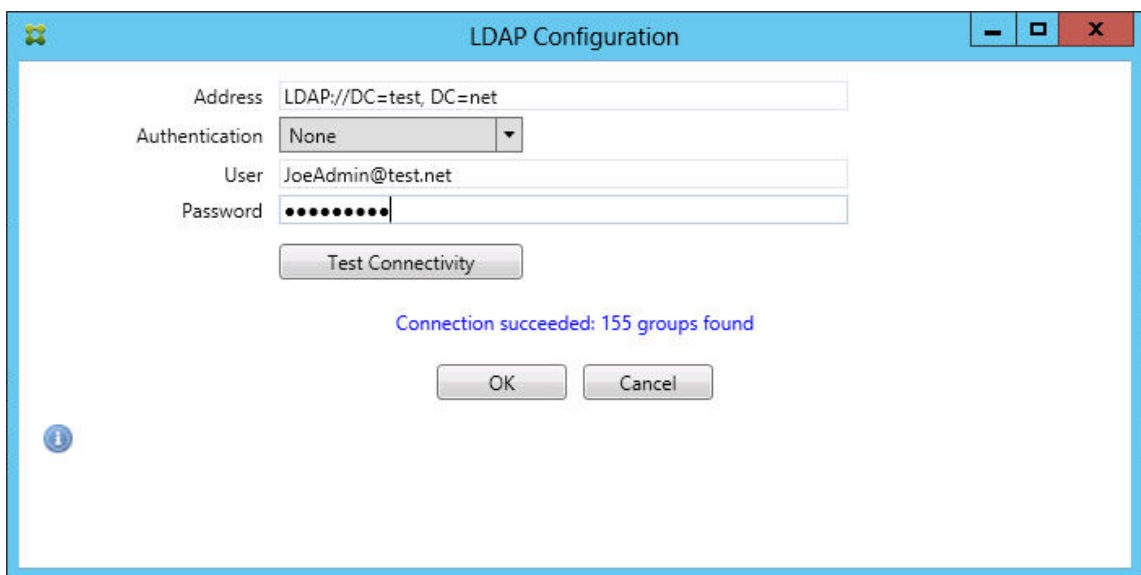 LDAP Configuration
Address LDAP://DC=test, DC=net
Authentication None
User JoeAdmin@test.net
Password ●●●●●●●●●
Test Connectivity
Connection succeeded: 155 groups found
OK Cancel